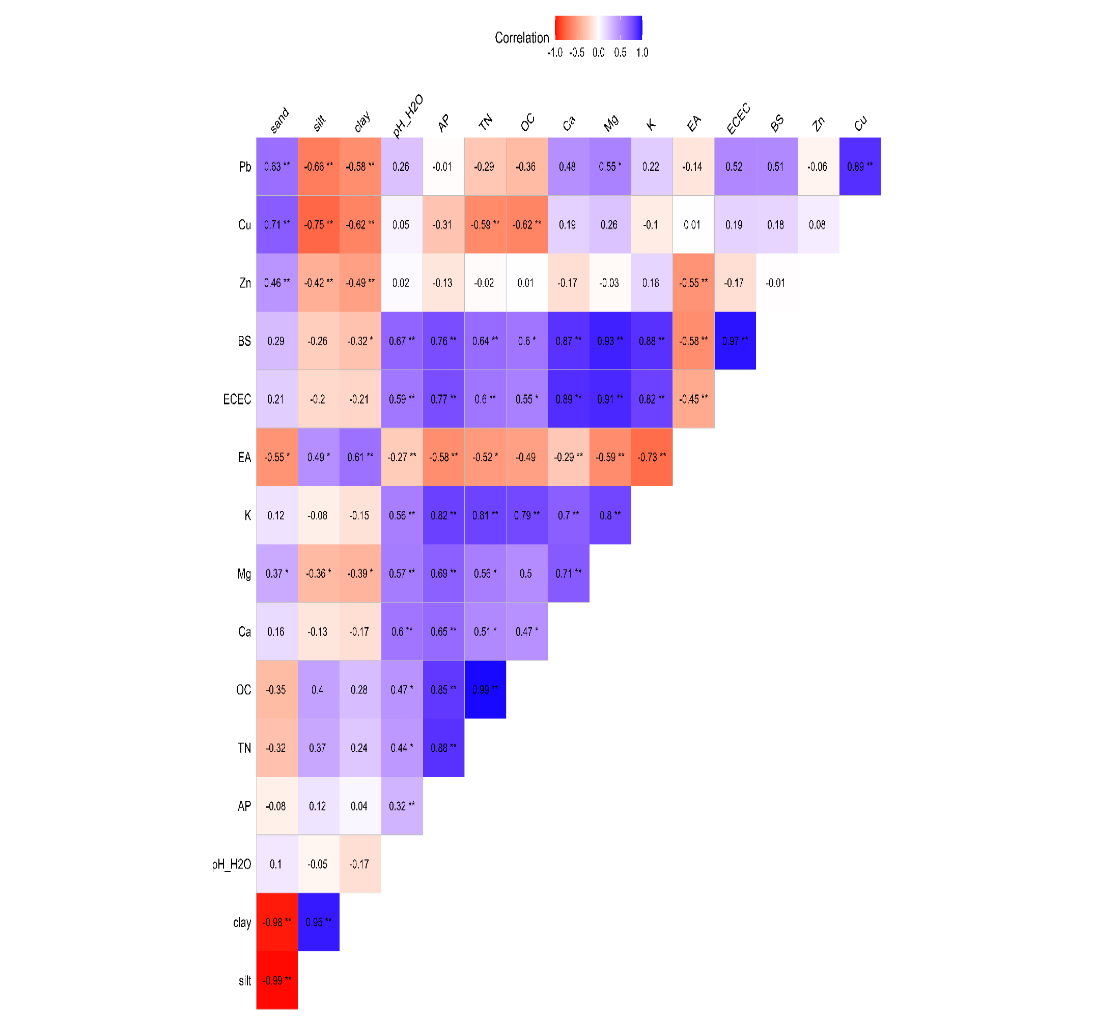 Correlation
-1.0 -0.5 0.0 0.5 1.0
sand silt clay pH_H2O AP TN OC Ca Mg K EA ECEC BS Zn Cu
Pb 0.63 ** -0.66 ** -0.58 ** 0.26 -0.01 -0.29 -0.36 0.48 0.55 * 0.22 -0.14 0.52 0.51 -0.06 0.89 **
Cu 0.71 ** -0.75 ** -0.62 ** 0.05 -0.31 -0.59 ** -0.62 ** 0.19 0.26 -0.1 0.01 0.19 0.18 0.08
Zn 0.46 ** -0.42 ** -0.49 ** 0.02 -0.13 -0.02 0.01 -0.17 -0.03 0.18 -0.55 ** -0.17 -0.01
BS 0.29 -0.26 -0.32 * 0.67 ** 0.76 ** 0.64 ** 0.6 * 0.87 ** 0.93 ** 0.88 ** -0.58 ** 0.97 **
ECEC 0.21 -0.2 -0.21 0.59 ** 0.77 ** 0.6 ** 0.55 * 0.89 ** 0.91 ** 0.82 ** -0.45 **
EA -0.55 * 0.49 * 0.61 ** -0.27 ** -0.58 ** -0.52 * -0.49 -0.29 ** -0.59 ** -0.73 **
K 0.12 -0.08 -0.15 0.56 ** 0.82 ** 0.81 ** 0.79 ** 0.7 ** 0.8 **
Mg 0.37 * -0.36 * -0.39 * 0.57 ** 0.69 ** 0.56 * 0.5 0.71 **
Ca 0.16 -0.13 -0.17 0.6 ** 0.65 ** 0.51 * 0.47 *
OC -0.35 0.4 0.28 0.47 * 0.85 ** 0.99 **
TN -0.32 0.37 0.24 0.44 * 0.88 **
AP -0.08 0.12 0.04 0.32 **
pH_H2O 0.1 -0.05 -0.17
clay -0.98 ** 0.95 **
silt -0.99 **